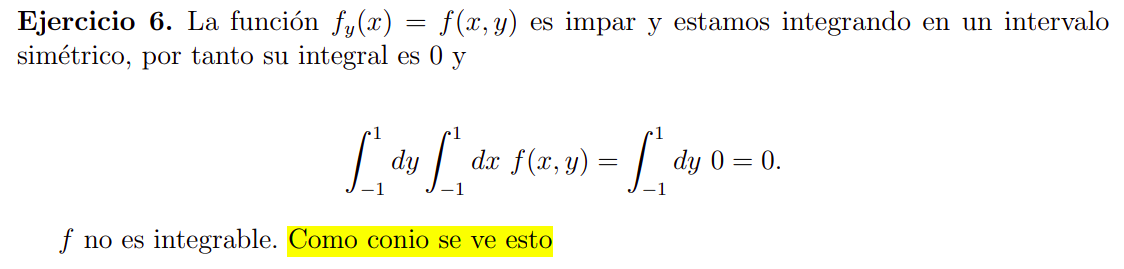 Ejercicio 6. La función f_y(x) = f(x, y) es impar y estamos integrando en un intervalo
simétrico, por tanto su integral es 0 y
∫_{-1}^{1} dy ∫_{-1}^{1} dx f(x, y) = ∫_{-1}^{1} dy 0 = 0.
f no es integrable. Como conio se ve esto